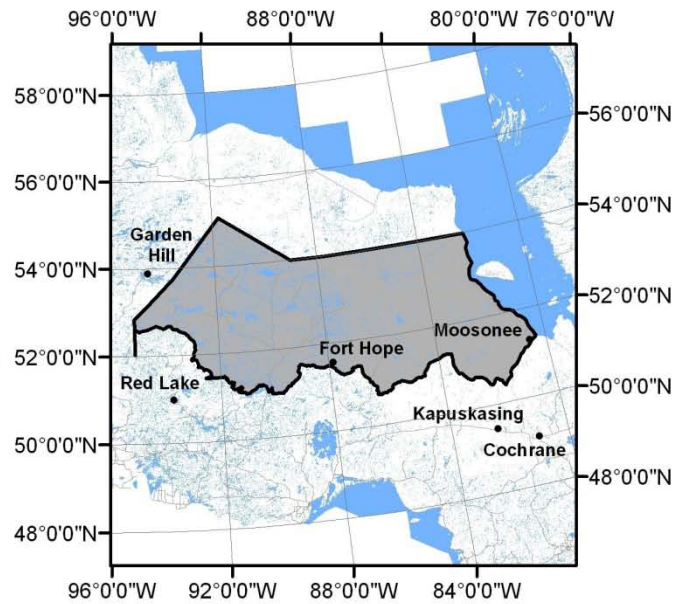 96°0'0"W 88°0'0"W 80°0'0"W 76°0'0"W
58°0'0"N
56°0'0"N
56°0'0"N
54°0'0"N
Garden
Hill
54°0'0"N
52°0'0"N
Moosonee
Fort Hope
52°0'0"N
Red Lake
50°0'0"N
Kapuskasing
50°0'0"N
Cochrane
48°0'0"N
48°0'0"N
96°0'0"W 92°0'0"W 88°0'0"W 84°0'0"W